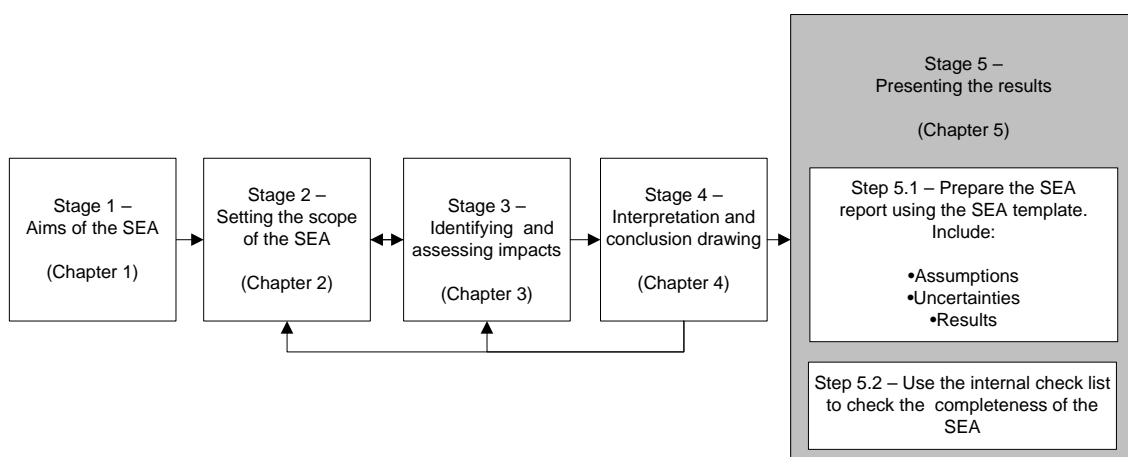 Stage 1 –
Aims of the SEA
(Chapter 1)
Stage 2 –
Setting the scope
of the SEA
(Chapter 2)
Stage 3 –
Identifying and
assessing impacts
(Chapter 3)
Stage 4 –
Interpretation and
conclusion drawing
(Chapter 4)
Stage 5 –
Presenting the results
(Chapter 5)
Step 5.1 – Prepare the SEA
report using the SEA template.
Include:
•Assumptions
•Uncertainties
•Results
Step 5.2 – Use the internal check list
to check the completeness of the
SEA